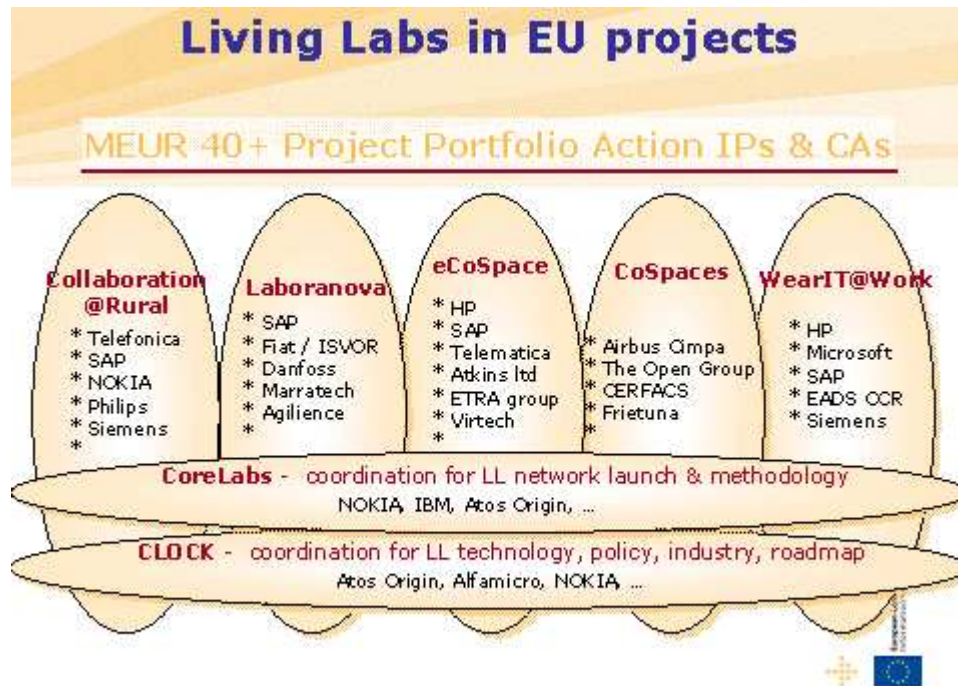 Living Labs in EU projects
MEUR 40+ Project Portfolio Action IPs & CAs
Collaboration
@Rural
* Telefonica
* SAP
* NOKIA
* Philips
* Siemens
*
Laboranova
* SAP
* Fiat / ISVOR
* Danfoss
* Marratech
* Agilience
*
eCoSpace
* HP
* SAP
* Telematica
* Atkins ltd
* ETRA group
* Virtech
*
CoSpaces
* Airbus Cimpa
* The Open Group
* CERFACS
* Frietuna
*
WearIT@Work
* HP
* Microsoft
* SAP
* EADS CCR
* Siemens
CoreLabs - coordination for LL network launch & methodology
NOKIA, IBM, Atos Origin, ...
CLOCK - coordination for LL technology, policy, industry, roadmap
Atos Origin, Alfamicro, NOKIA, ...